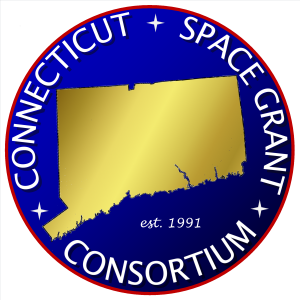 CONNECTICUT
SPACE GRANT
CONSORTIUM
est. 1991